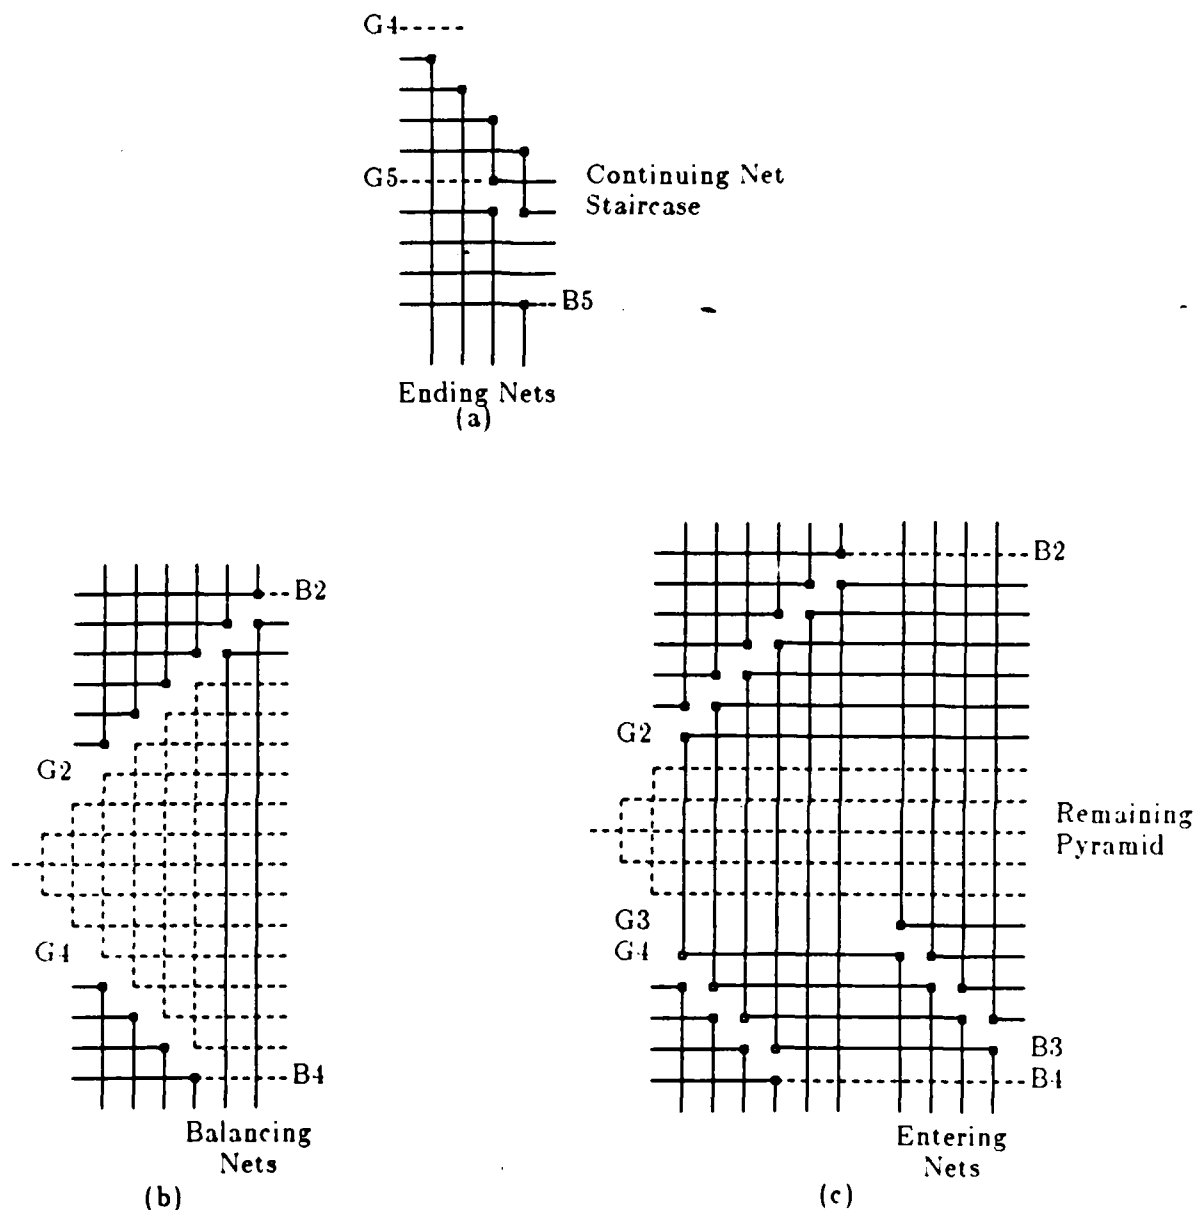 G4
G5
Continuing Net
Staircase
B5
Ending Nets
(a)
B2
G2
G4
B4
Balancing
Nets
(b)
B2
G2
Remaining
Pyramid
G3
G4
B3
B4
Entering
Nets
(c)